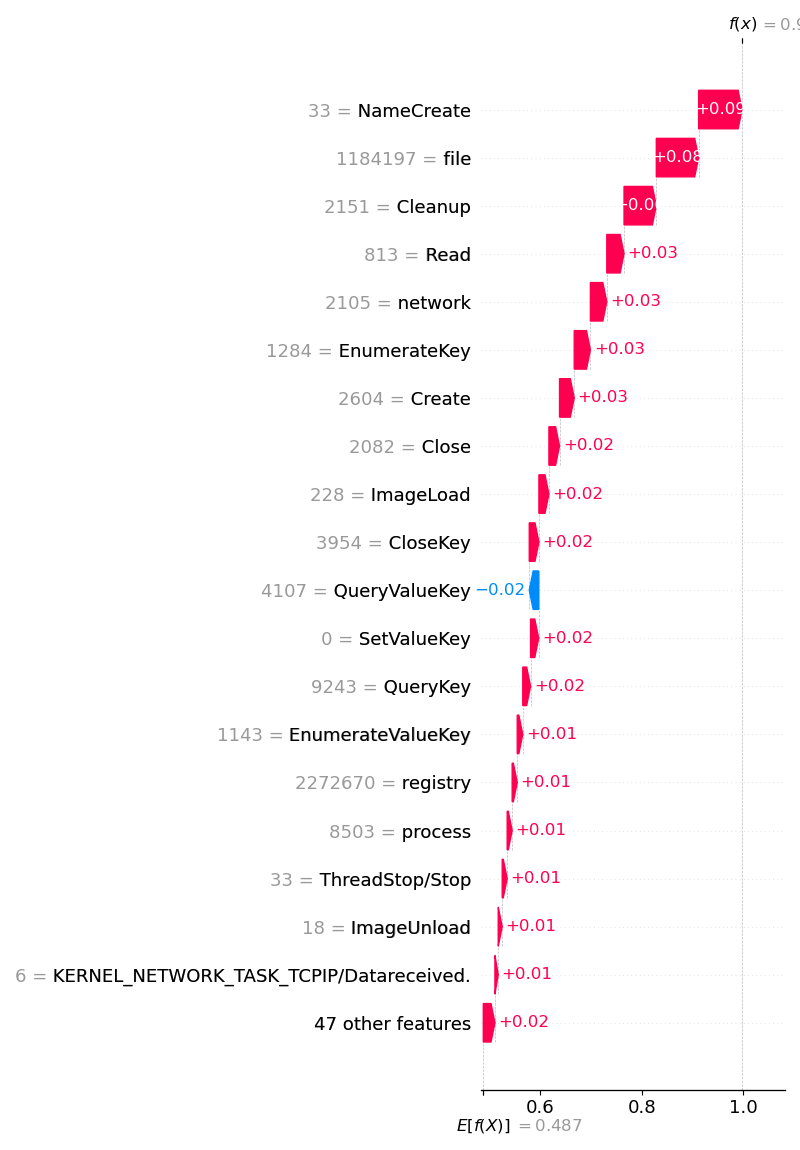 f(x) = 0.9
33 = NameCreate +0.09
1184197 = file +0.08
2151 = Cleanup
813 = Read +0.03
2105 = network +0.03
1284 = EnumerateKey +0.03
2604 = Create +0.03
2082 = Close +0.02
228 = ImageLoad +0.02
3954 = CloseKey +0.02
4107 = QueryValueKey −0.02
0 = SetValueKey +0.02
9243 = QueryKey +0.02
1143 = EnumerateValueKey +0.01
2272670 = registry +0.01
8503 = process +0.01
33 = ThreadStop/Stop +0.01
18 = ImageUnload +0.01
6 = KERNEL_NETWORK_TASK_TCPIP/Datareceived. +0.01
47 other features +0.02
0.6 0.8 1.0
E[f(X)] = 0.487